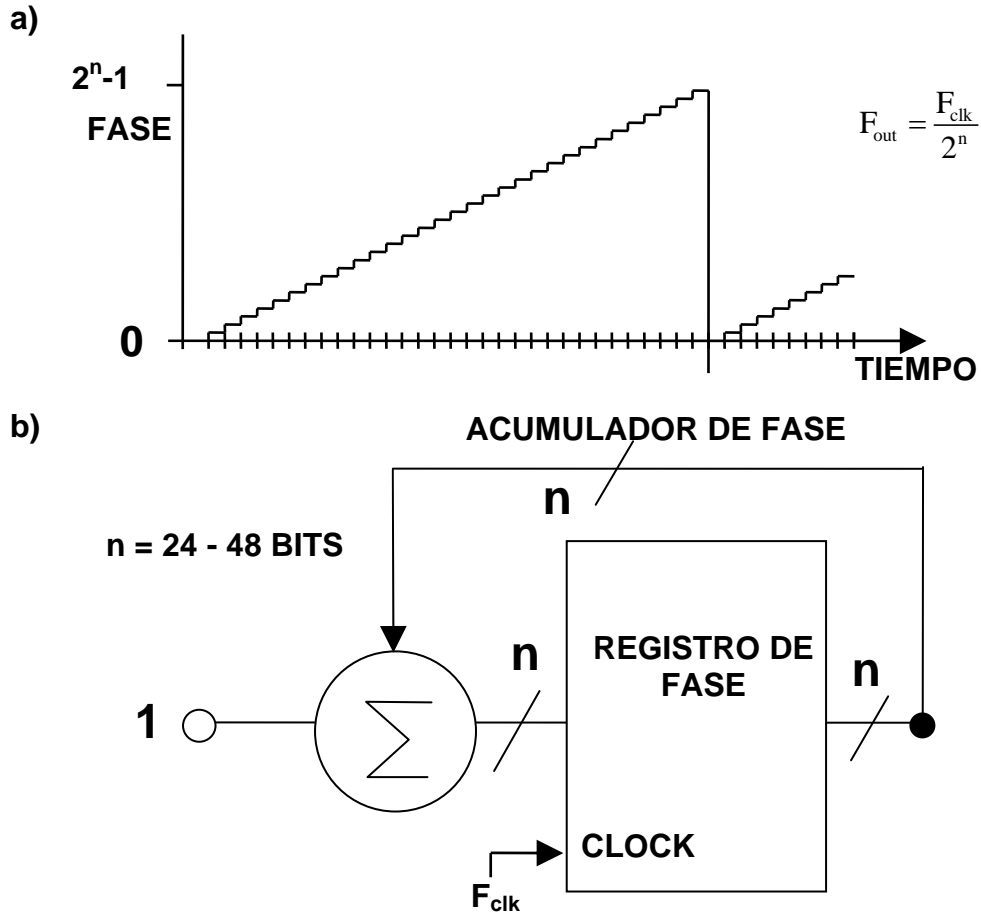 a)
2ⁿ-1
FASE
F_out = F_clk / 2ⁿ
0
TIEMPO
b)
ACUMULADOR DE FASE
n
n = 24 - 48 BITS
n
REGISTRO DE
FASE
n
1
Σ
CLOCK
F_clk